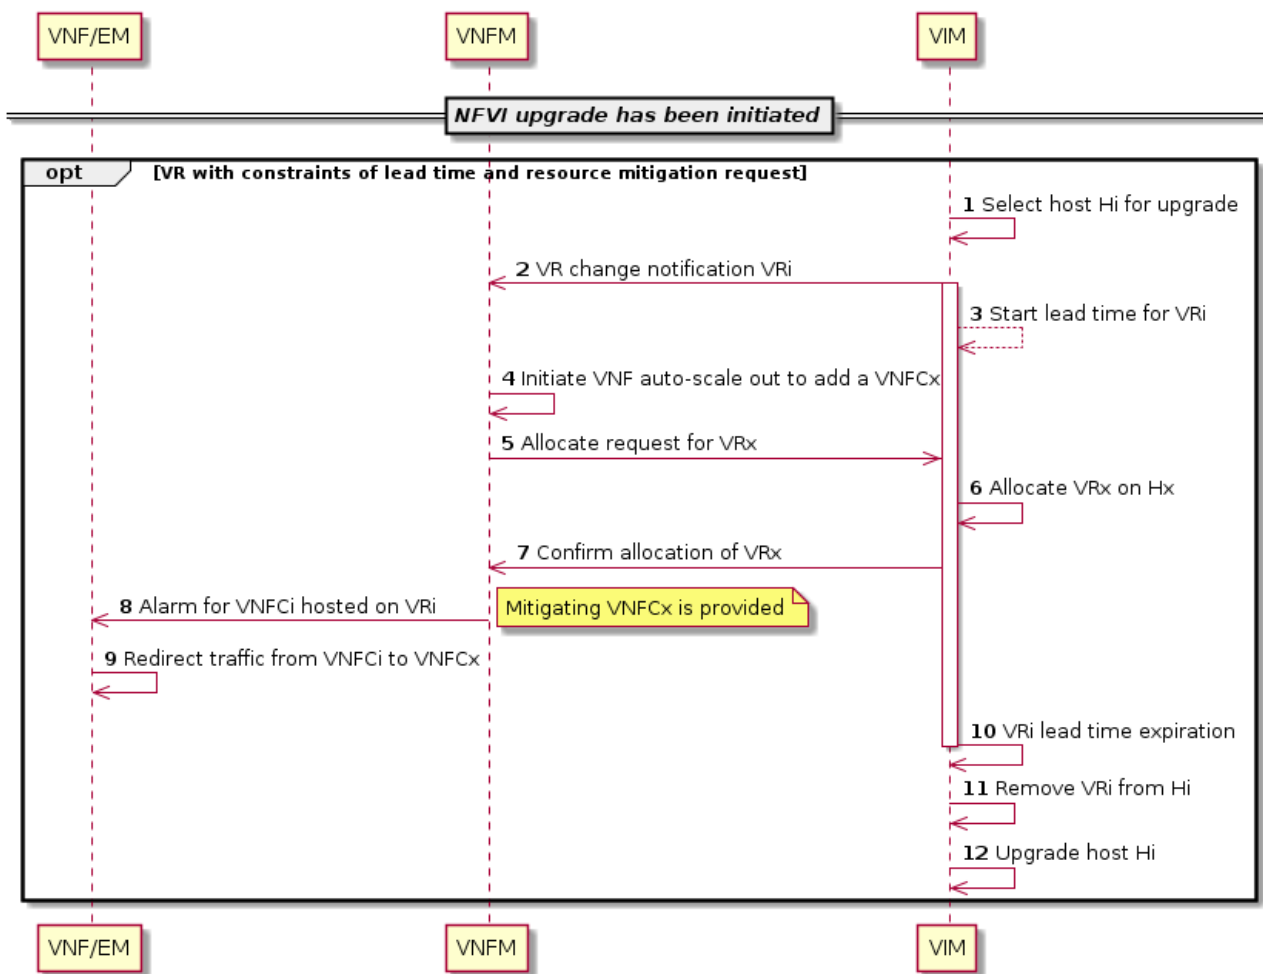 VNF/EM VNFM VIM
NFVI upgrade has been initiated
opt [VR with constraints of lead time and resource mitigation request]
1 Select host Hi for upgrade
2 VR change notification VRi
3 Start lead time for VRi
4 Initiate VNF auto-scale out to add a VNFCx
5 Allocate request for VRx
6 Allocate VRx on Hx
7 Confirm allocation of VRx
8 Alarm for VNFCi hosted on VRi
Mitigating VNFCx is provided
9 Redirect traffic from VNFCi to VNFCx
10 VRi lead time expiration
11 Remove VRi from Hi
12 Upgrade host Hi
VNF/EM VNFM VIM